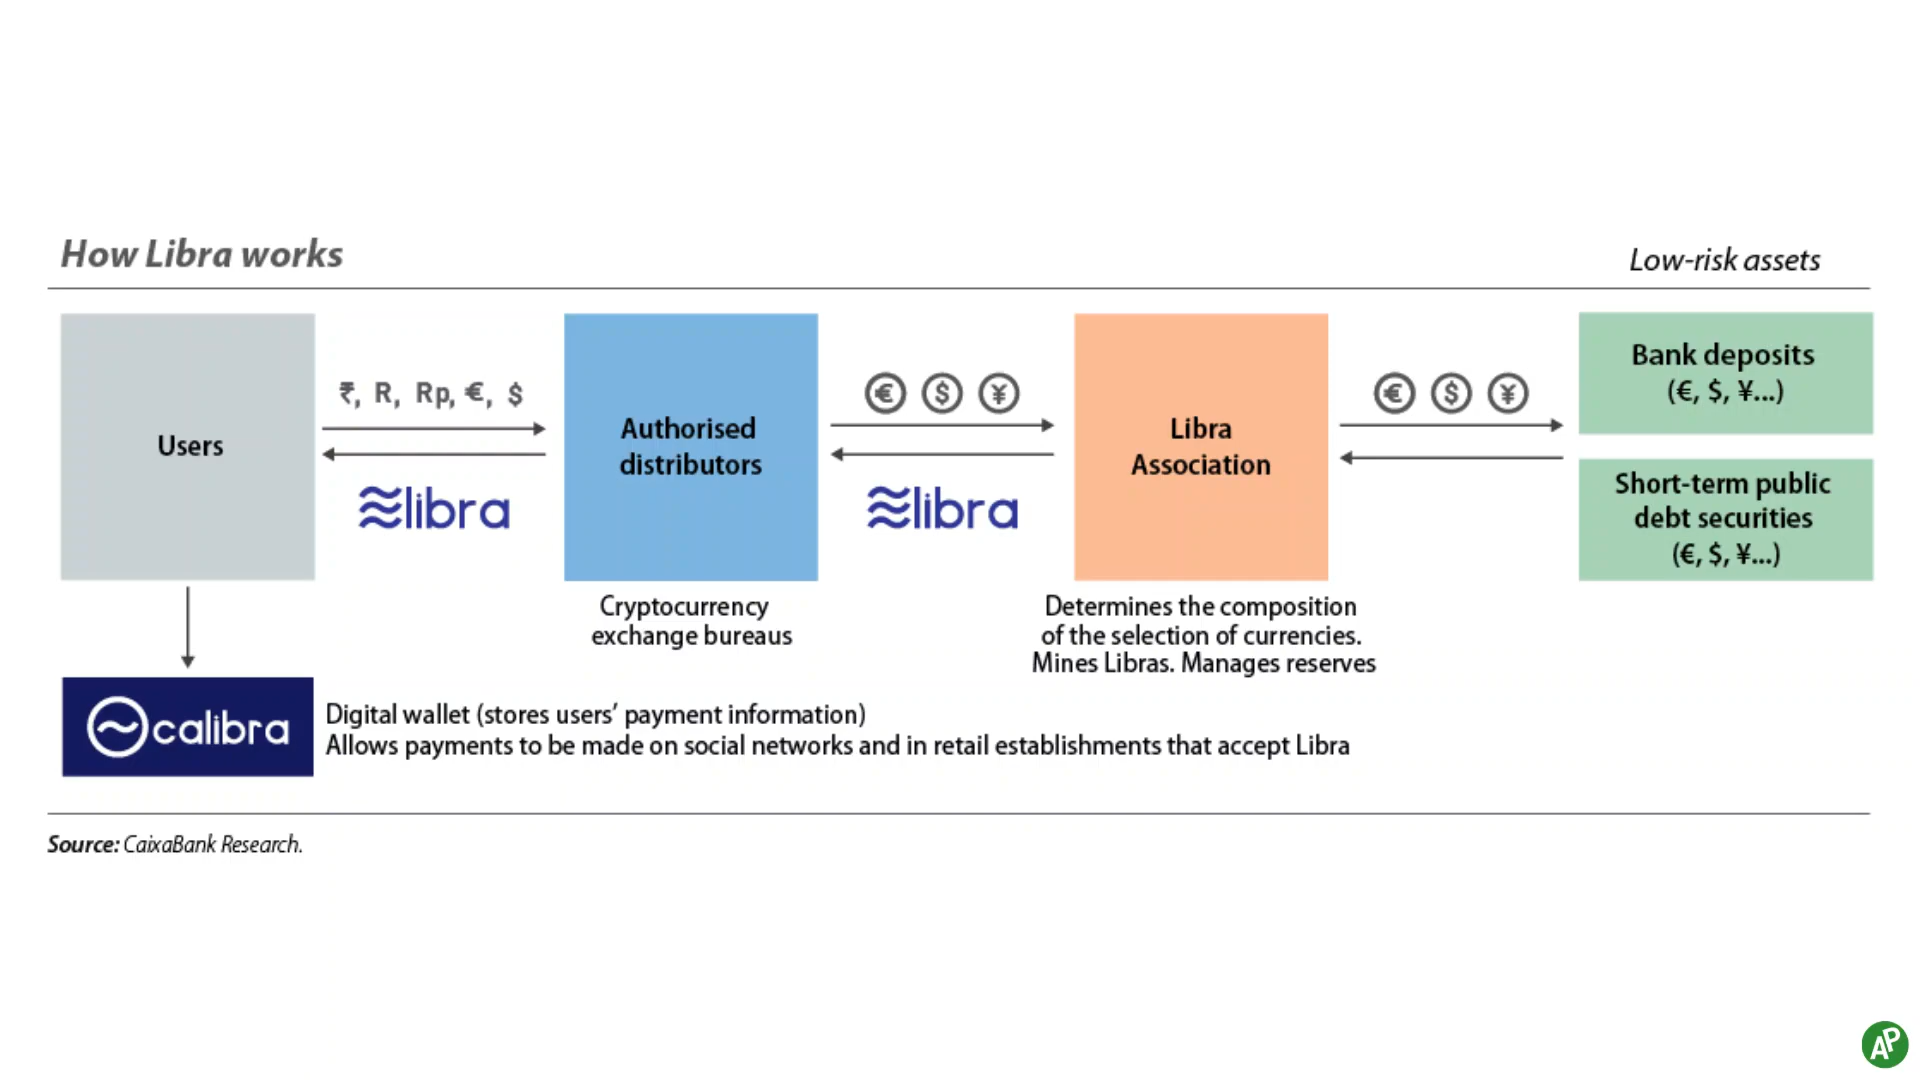 How Libra works
Low-risk assets
Users
₹, R, Rp, €, $
libra
Authorised
distributors
Cryptocurrency
exchange bureaus
€ $ ¥
libra
Libra
Association
Determines the composition
of the selection of currencies.
Mines Libras. Manages reserves
€ $ ¥
Bank deposits
(€, $, ¥...)
Short-term public
debt securities
(€, $, ¥...)
calibra
Digital wallet (stores users’ payment information)
Allows payments to be made on social networks and in retail establishments that accept Libra
Source: CaixaBank Research.
AP